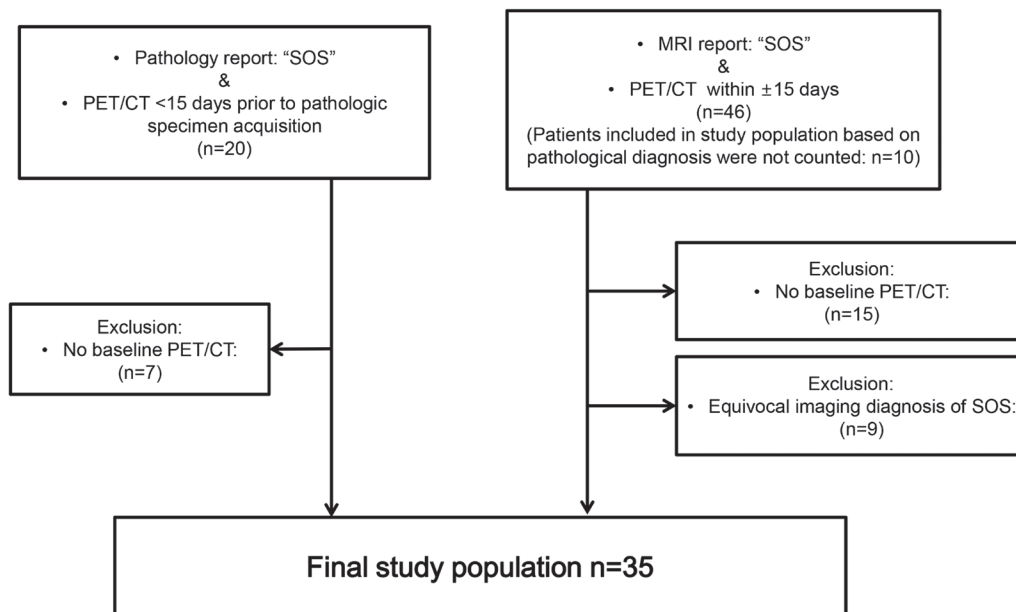 • Pathology report: “SOS”
&
• PET/CT <15 days prior to pathologic
specimen acquisition
(n=20)
• MRI report: “SOS”
&
• PET/CT within ±15 days
(n=46)
(Patients included in study population based on
pathological diagnosis were not counted: n=10)
Exclusion:
• No baseline PET/CT:
(n=7)
Exclusion:
• No baseline PET/CT:
(n=15)
Exclusion:
• Equivocal imaging diagnosis of SOS:
(n=9)
Final study population n=35